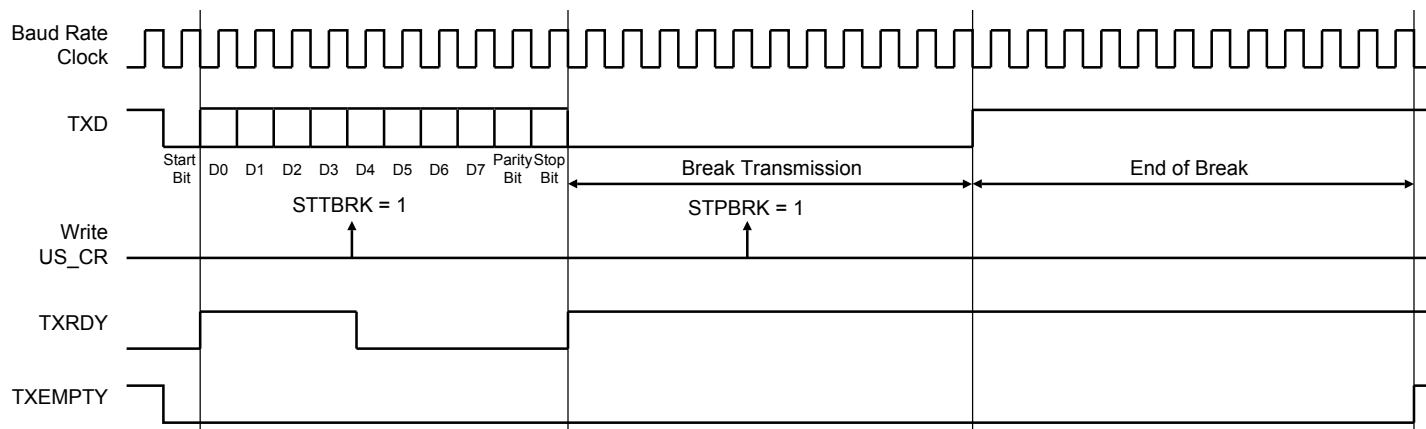 Baud Rate
Clock
TXD
Start
Bit
D0 D1 D2 D3 D4 D5 D6 D7
Parity
Bit
Stop
Bit
Break Transmission
End of Break
STTBRK = 1
STPBRK = 1
Write
US_CR
TXRDY
TXEMPTY